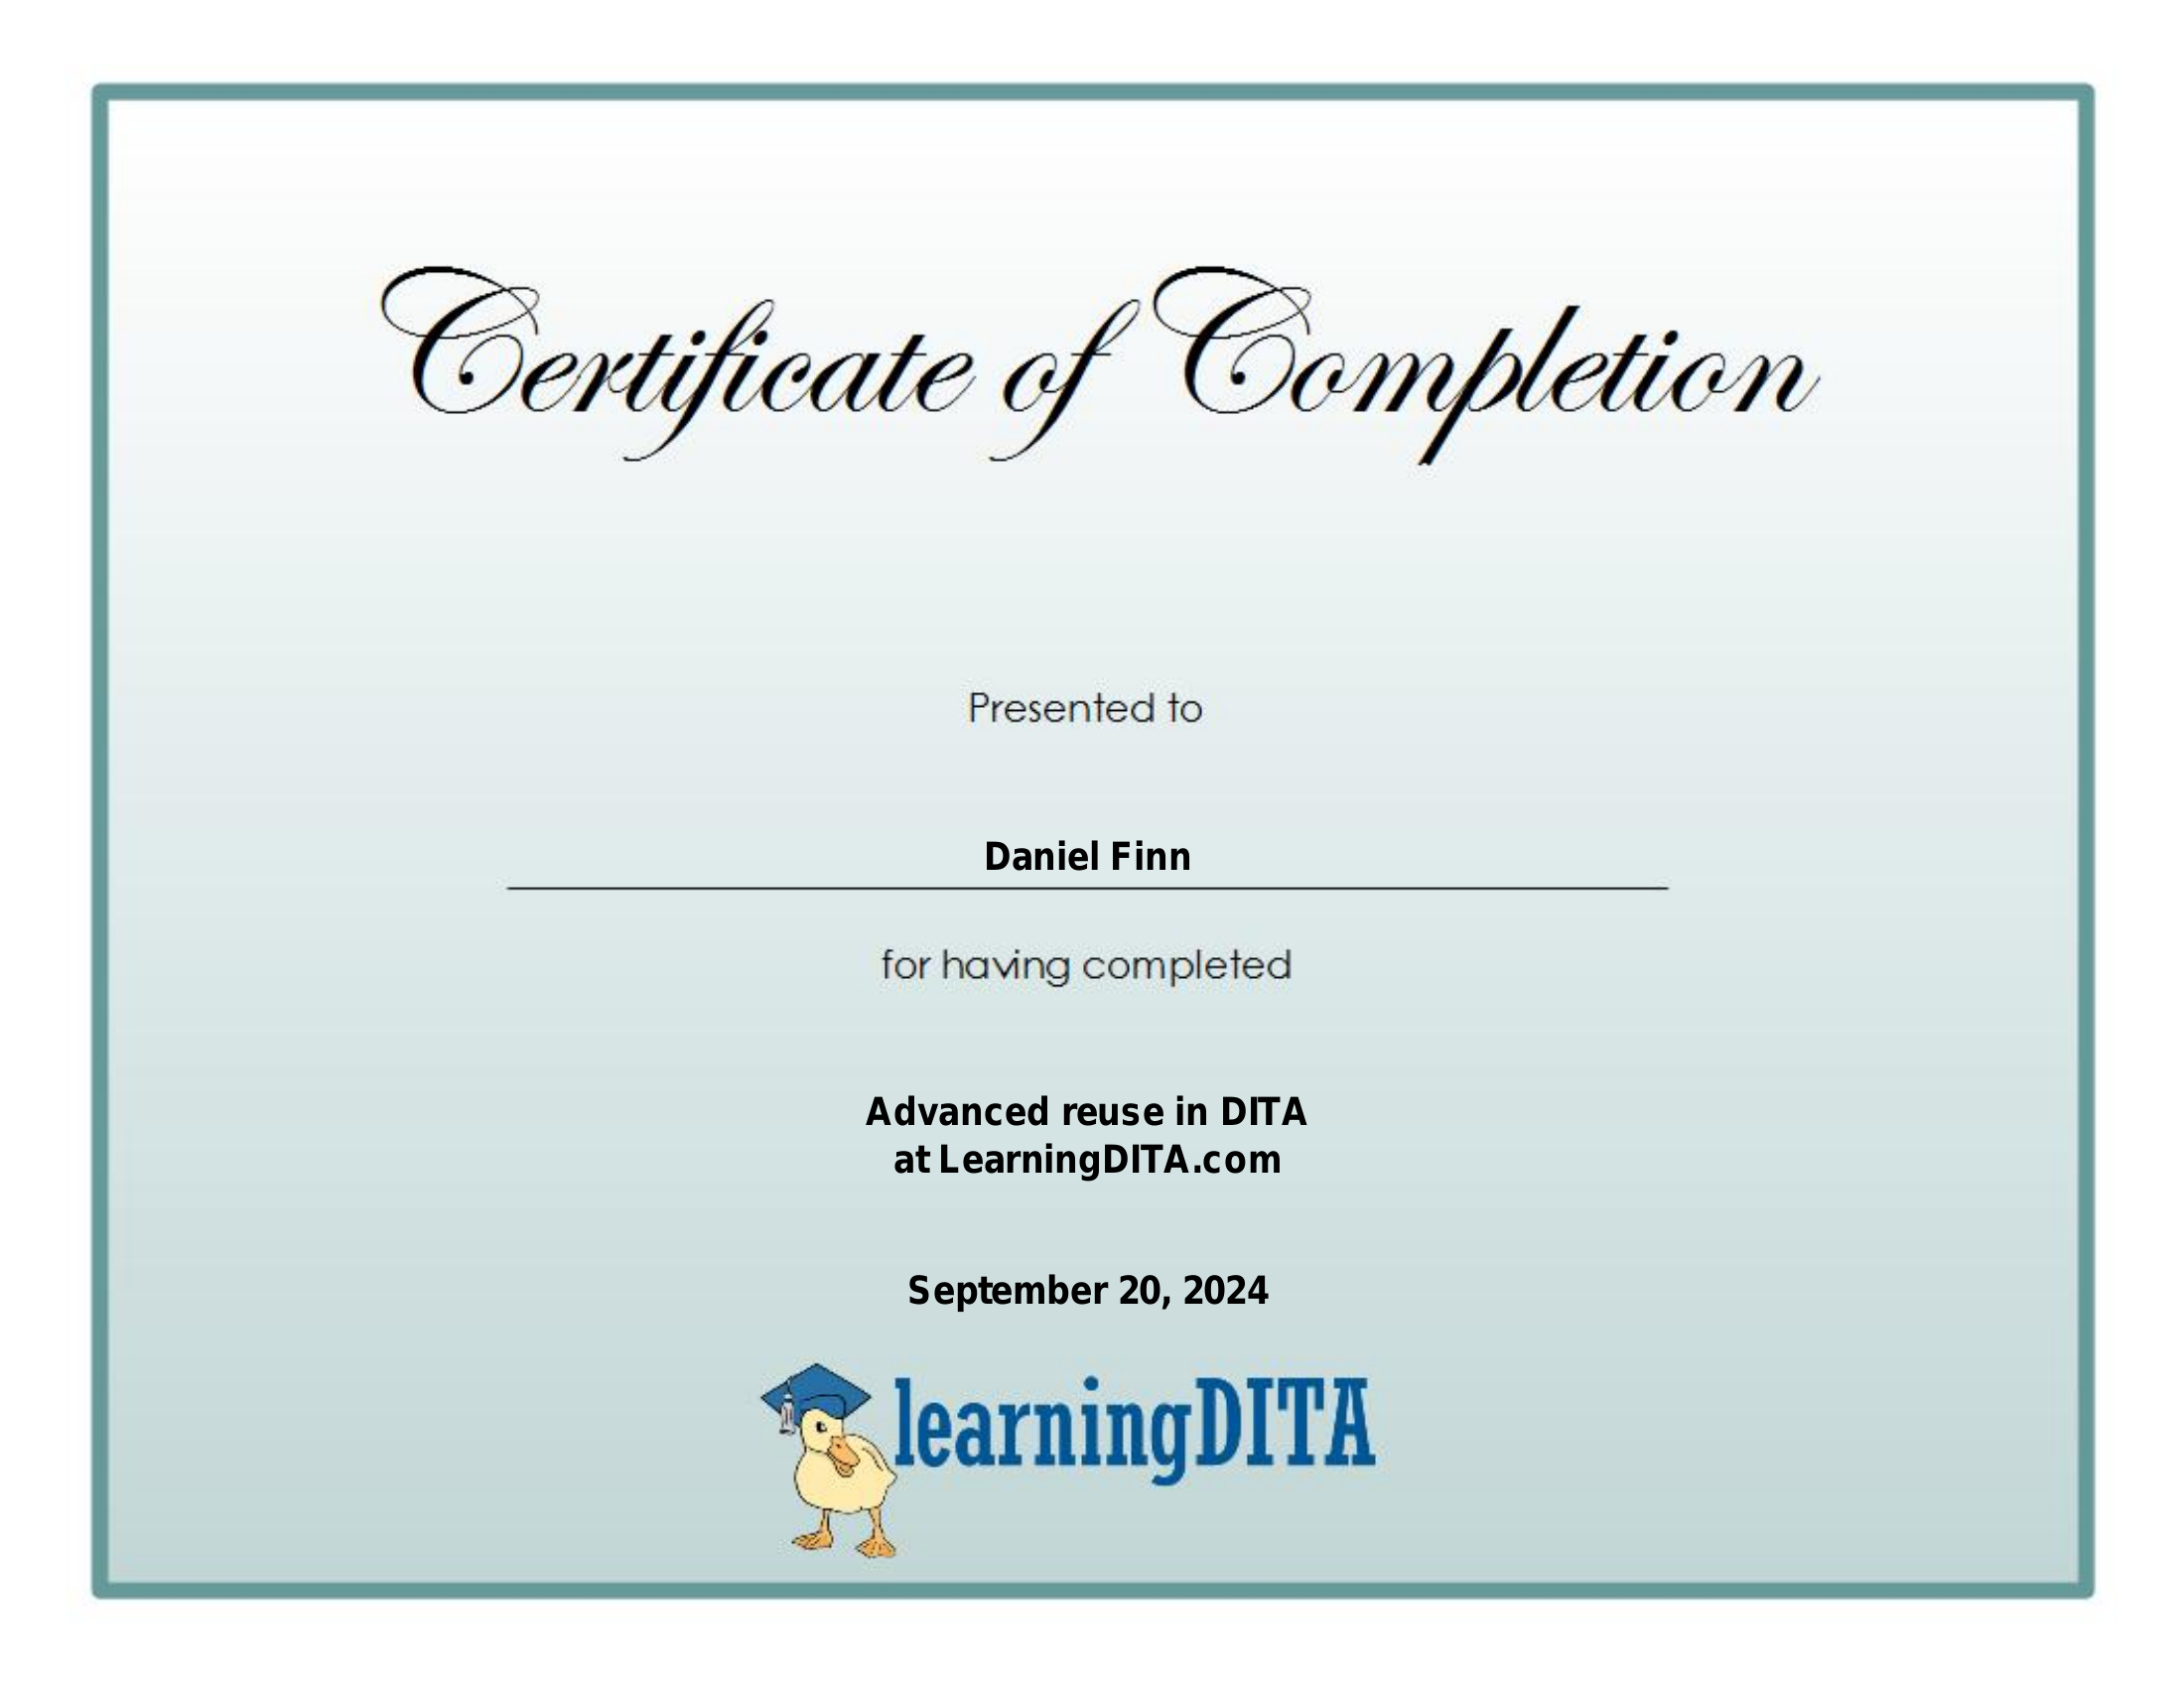 Certificate of Completion
Presented to
Daniel Finn
for having completed
Advanced reuse in DITA
at LearningDITA.com
September 20, 2024
learningDITA